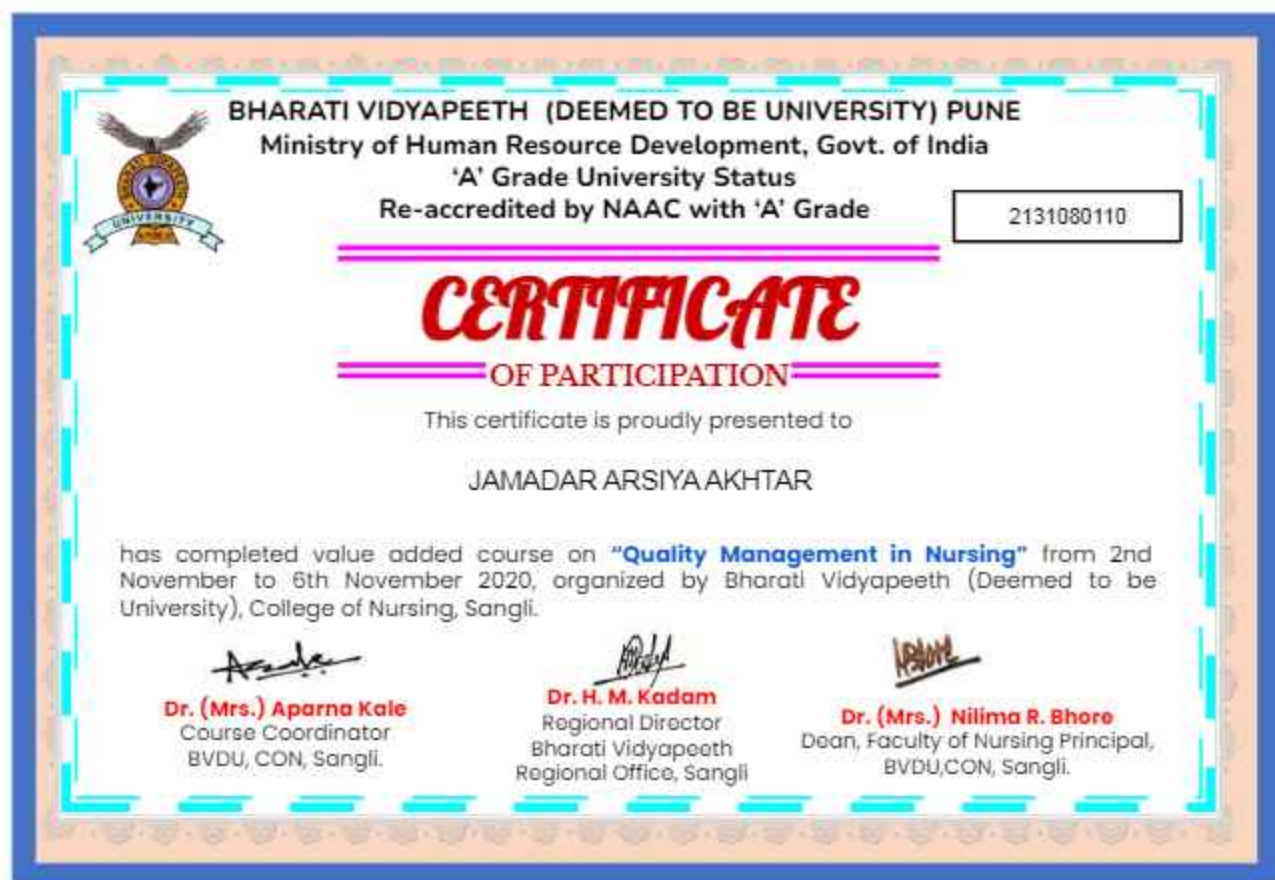 BHARATI VIDYAPEETH (DEEMED TO BE UNIVERSITY) PUNE
Ministry of Human Resource Development, Govt. of India
‘A’ Grade University Status
Re-accredited by NAAC with ‘A’ Grade
2131080110
BHARATI VIDYAPEETH
UNIVERSITY
CERTIFICATE
OF PARTICIPATION
This certificate is proudly presented to
JAMADAR ARSIYA AKHTAR
has completed value added course on “Quality Management in Nursing” from 2nd
November to 6th November 2020, organized by Bharati Vidyapeeth (Deemed to be
University), College of Nursing, Sangli.
Dr. (Mrs.) Aparna Kale
Course Coordinator
BVDU, CON, Sangli.
Dr. H. M. Kadam
Regional Director
Bharati Vidyapeeth
Regional Office, Sangli
Dr. (Mrs.) Nilima R. Bhore
Dean, Faculty of Nursing Principal,
BVDU,CON, Sangli.